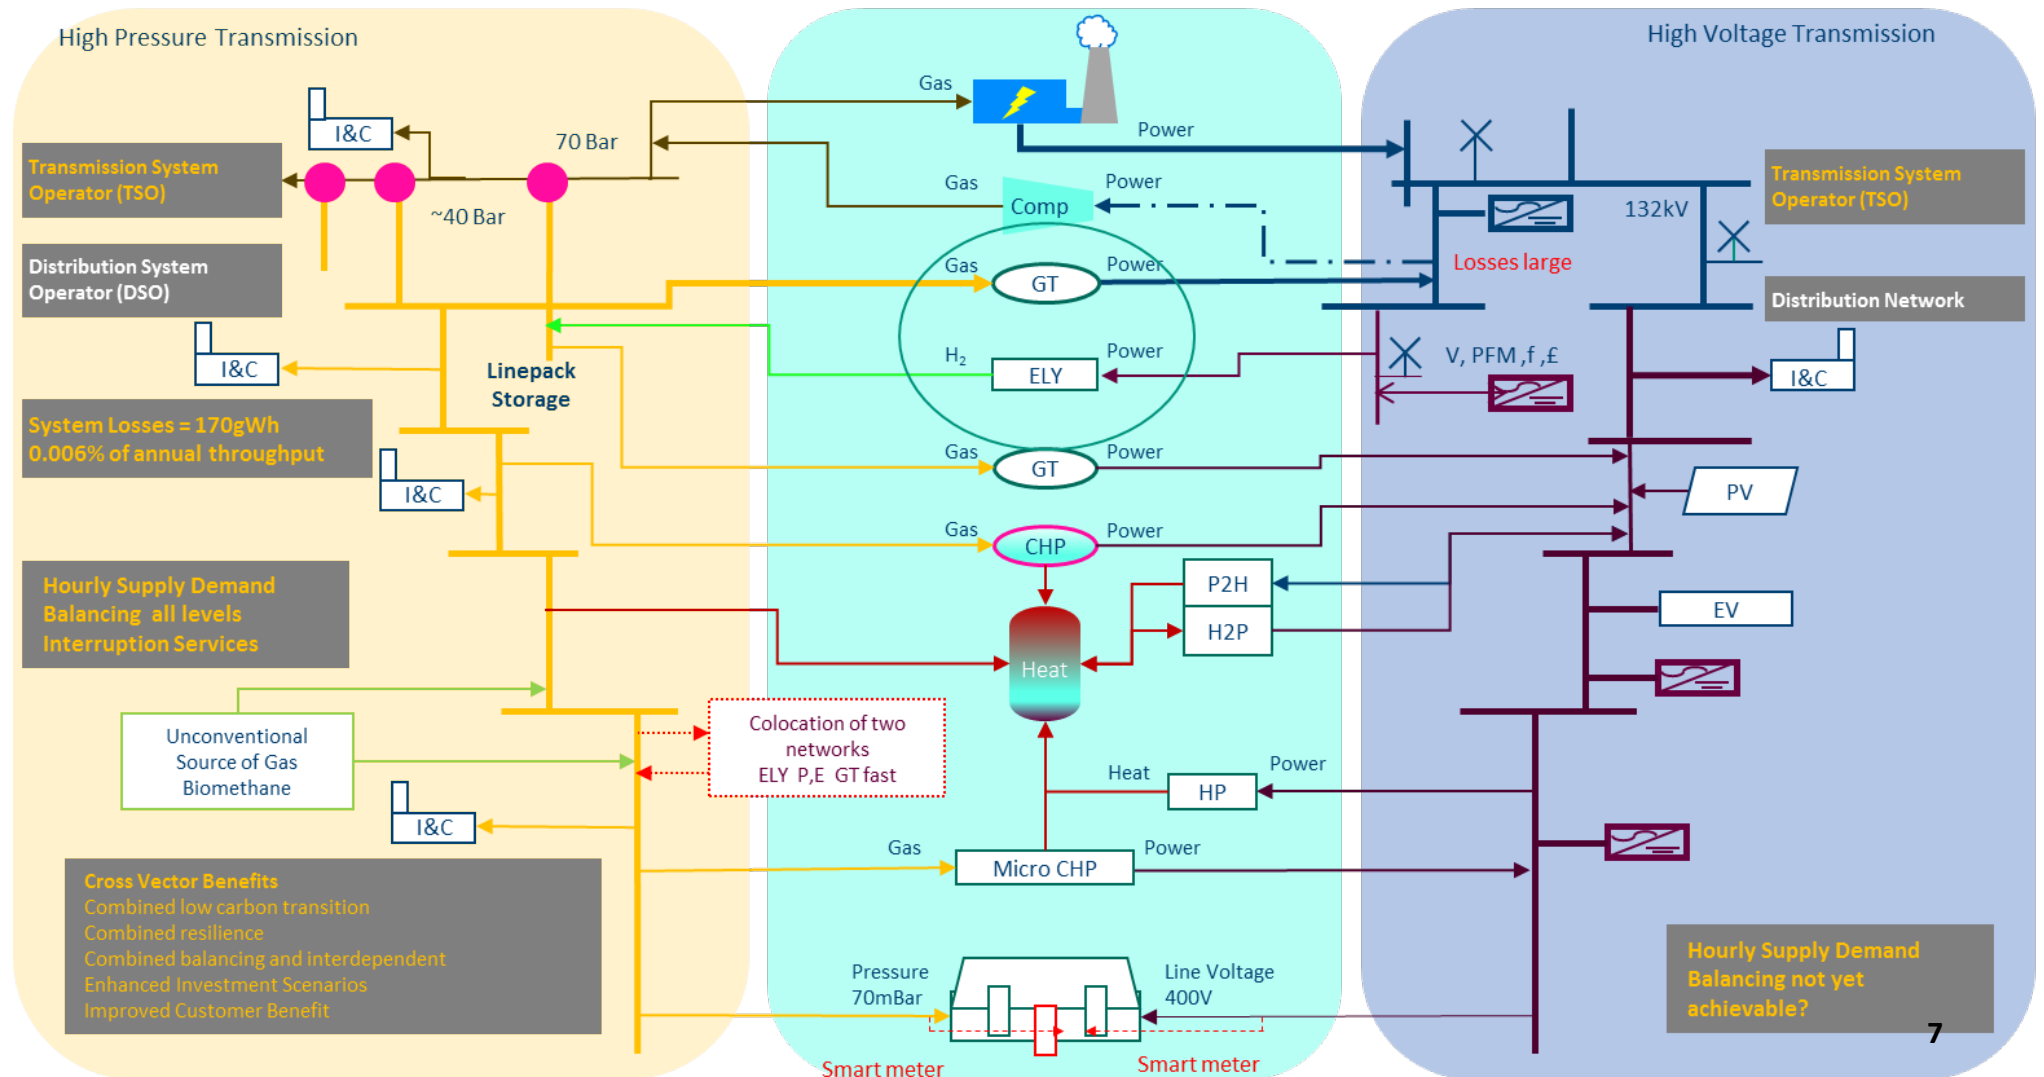 High Pressure Transmission
High Voltage Transmission
Gas
I&C
70 Bar
Power
Transmission System
Operator (TSO)
~40 Bar
Gas
Comp
Power
132kV
Transmission System
Operator (TSO)
Distribution System
Operator (DSO)
Gas
GT
Power
Losses large
Distribution Network
I&C
Linepack
Storage
H2
ELY
Power
V, PFM ,f ,£
I&C
System Losses = 170gWh
0.006% of annual throughput
I&C
Gas
GT
Power
PV
Gas
CHP
Power
Hourly Supply Demand
Balancing  all levels
Interruption Services
P2H
H2P
Heat
EV
Unconventional
Source of Gas
Biomethane
Colocation of two
networks
ELY  P,E  GT fast
Heat
HP
Power
I&C
Gas
Micro CHP
Power
Cross Vector Benefits
Combined low carbon transition
Combined resilience
Combined balancing and interdependent
Enhanced Investment Scenarios
Improved Customer Benefit
Pressure
70mBar
Line Voltage
400V
Smart meter
Smart meter
Hourly Supply Demand
Balancing not yet
achievable?
7